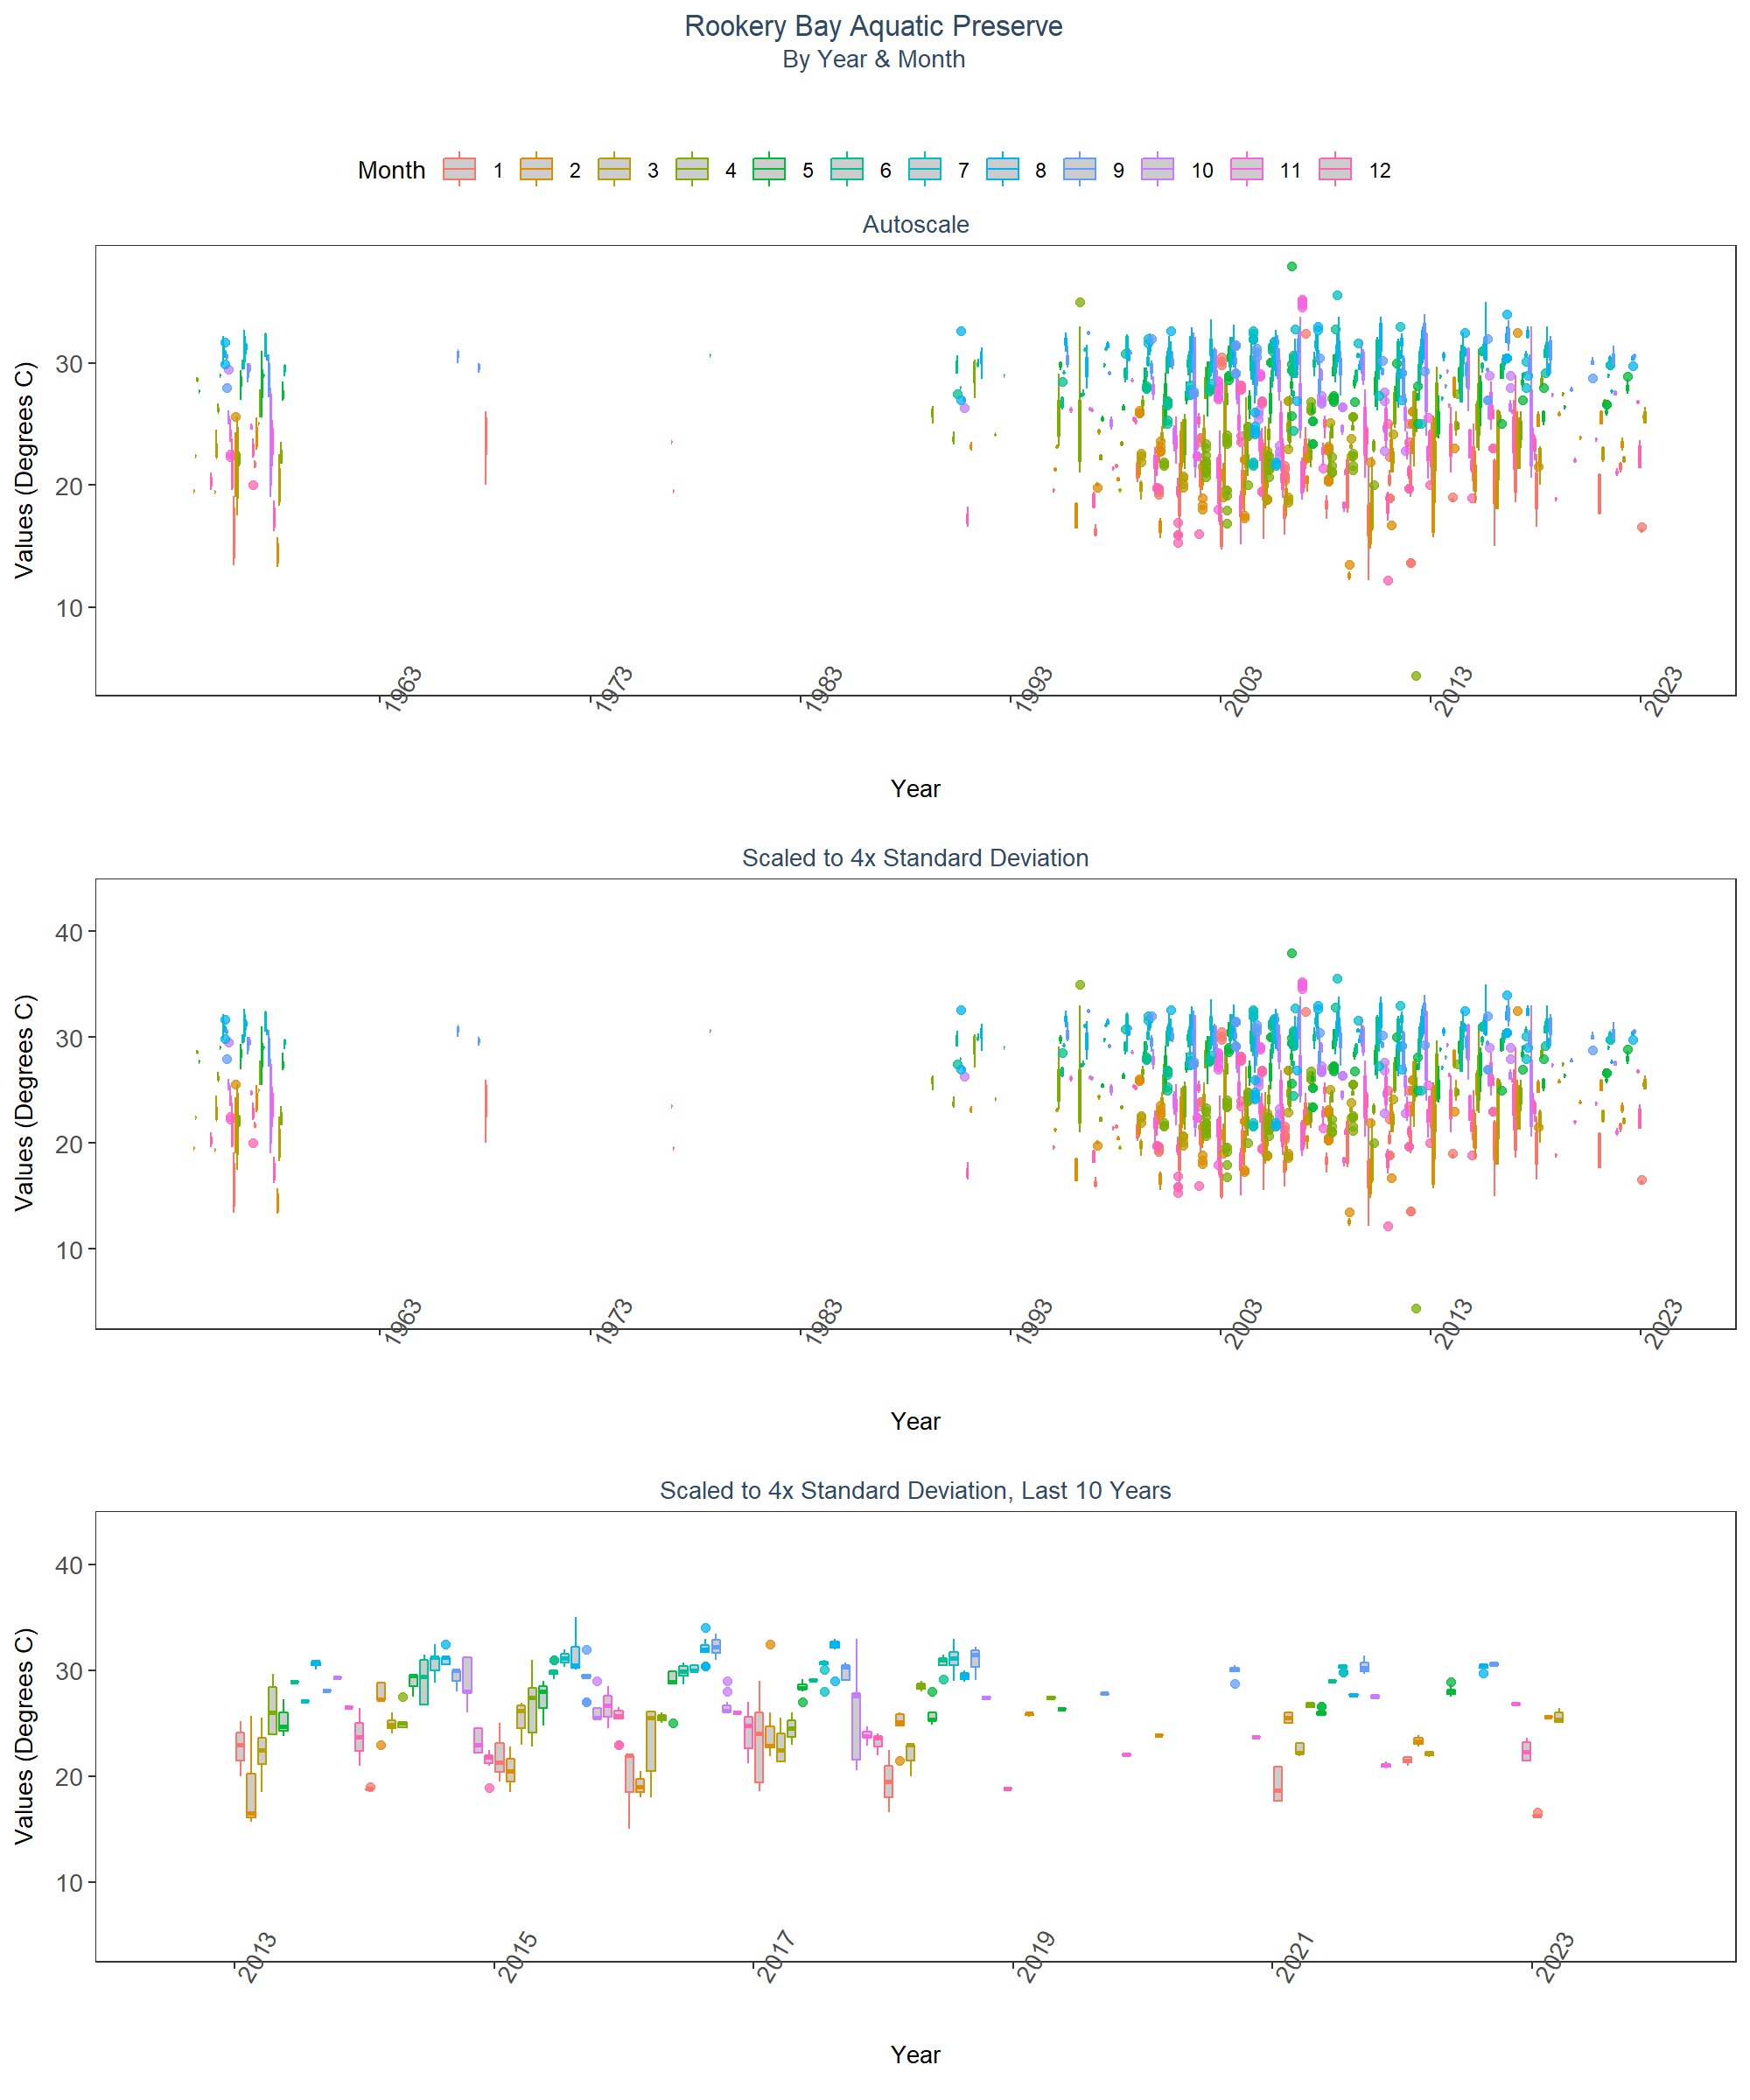 Rookery Bay Aquatic Preserve
By Year & Month
Month 1 2 3 4 5 6 7 8 9 10 11 12
Autoscale
Values (Degrees C)
30
20
10
1963 1973 1983 1993 2003 2013 2023
Year
Scaled to 4x Standard Deviation
Values (Degrees C)
40
30
20
10
1963 1973 1983 1993 2003 2013 2023
Year
Scaled to 4x Standard Deviation, Last 10 Years
Values (Degrees C)
40
30
20
10
2013 2015 2017 2019 2021 2023
Year